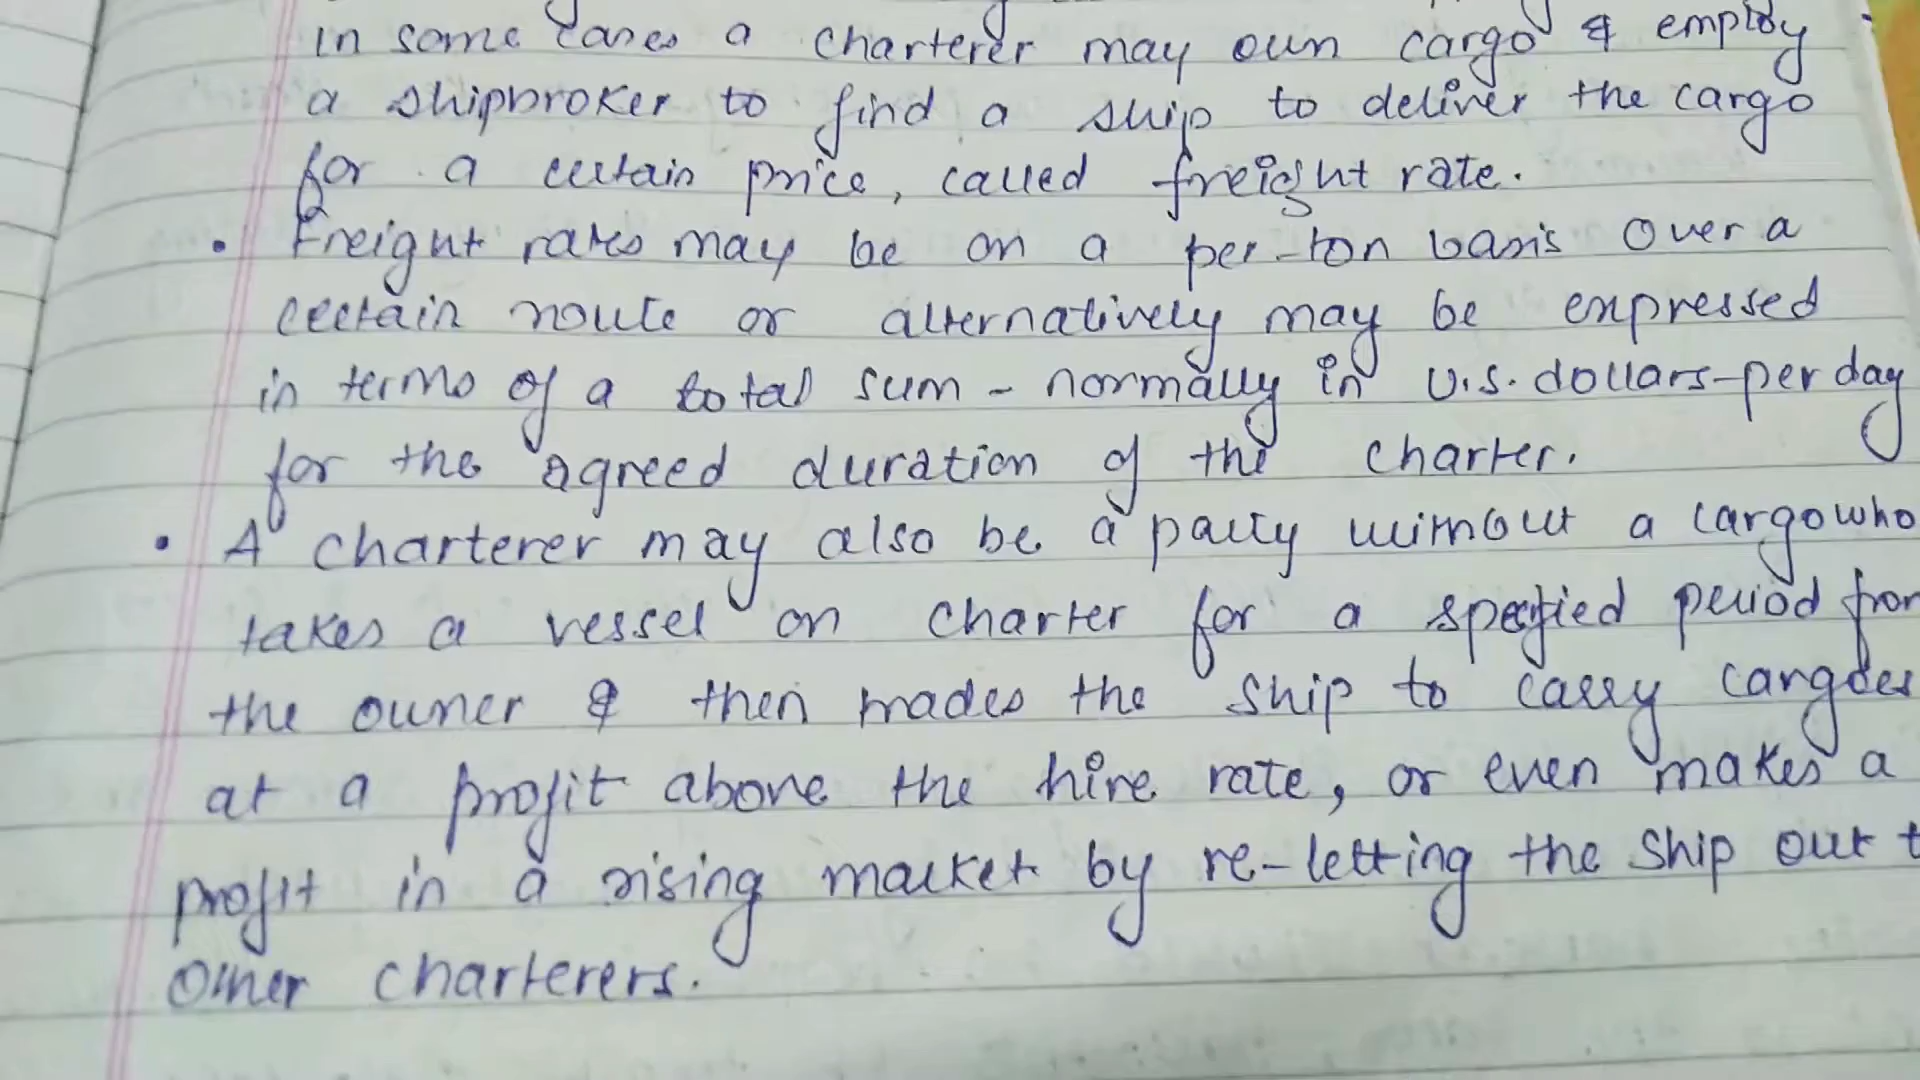 in some cases a charterer may own cargo & employ
a shipbroker to find a ship to deliver the cargo
for a certain price, called freight rate.
• Freight rates may be on a per-ton basis over a
certain route or alternatively may be expressed
in terms of a total sum - normally in U.S. dollars-per day
for the agreed duration of the charter.
• A charterer may also be a party without a cargo who
takes a vessel on charter for a specified period from
the owner & then trades the ship to carry cargoes
at a profit above the hire rate, or even makes a
profit in a rising market by re-letting the ship out t
other charterers.